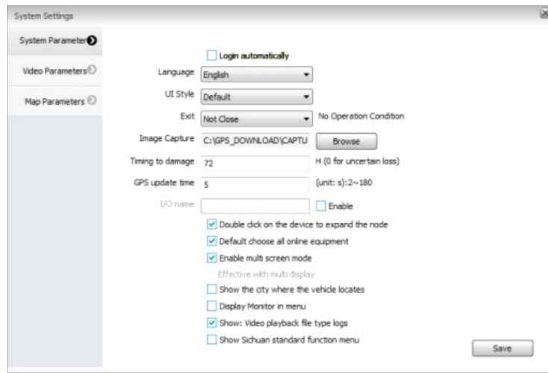 System Settings
System Parameter
Video Parameters
Map Parameters
Login automatically
Language English
UI Style Default
Exit Not Close No Operation Condition
Image Capture C:\GPS_DOWNLOAD\CAPTU Browse
Timing to damage 72 H (0 for uncertain loss)
GPS update time 5 (unit: s):2~180
I/O name Enable
Double click on the device to expand the node
Default choose all online equipment
Enable multi screen mode
Effective with multi display
Show the city where the vehicle locates
Display Monitor in menu
Show: Video playback file type logs
Show Sichuan standard function menu
Save